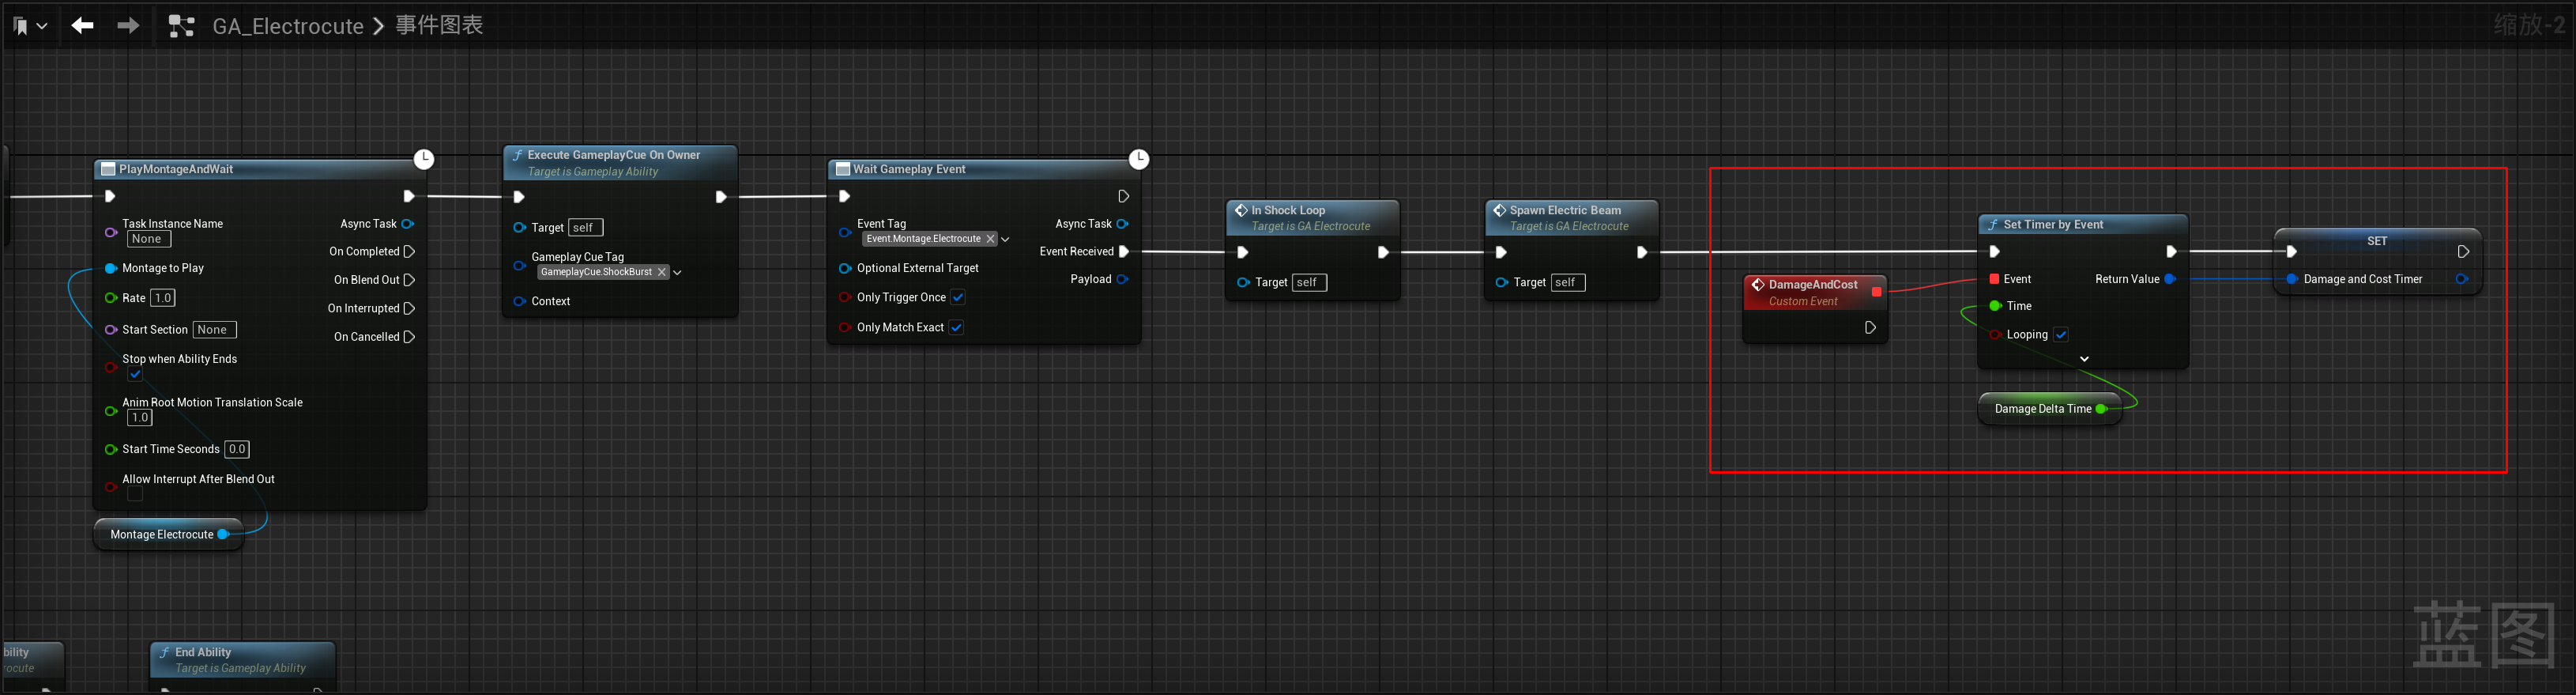 GA_Electrocute > 事件图表
缩放-2
PlayMontageAndWait
Task Instance Name
None
Montage to Play
Rate 1.0
Start Section None
Stop when Ability Ends
Anim Root Motion Translation Scale
1.0
Start Time Seconds 0.0
Allow Interrupt After Blend Out
Async Task
On Completed
On Blend Out
On Interrupted
On Cancelled
Montage Electrocute
Execute GameplayCue On Owner
Target is Gameplay Ability
Target self
Gameplay Cue Tag
GameplayCue.ShockBurst
Context
Wait Gameplay Event
Event Tag
Event.Montage.Electrocute
Optional External Target
Only Trigger Once
Only Match Exact
Async Task
Event Received
Payload
In Shock Loop
Target is GA Electrocute
Target self
Spawn Electric Beam
Target is GA Electrocute
Target self
DamageAndCost
Custom Event
Set Timer by Event
Event
Time
Looping
Return Value
Damage Delta Time
SET
Damage and Cost Timer
bility
rocute
End Ability
Target is Gameplay Ability
蓝图